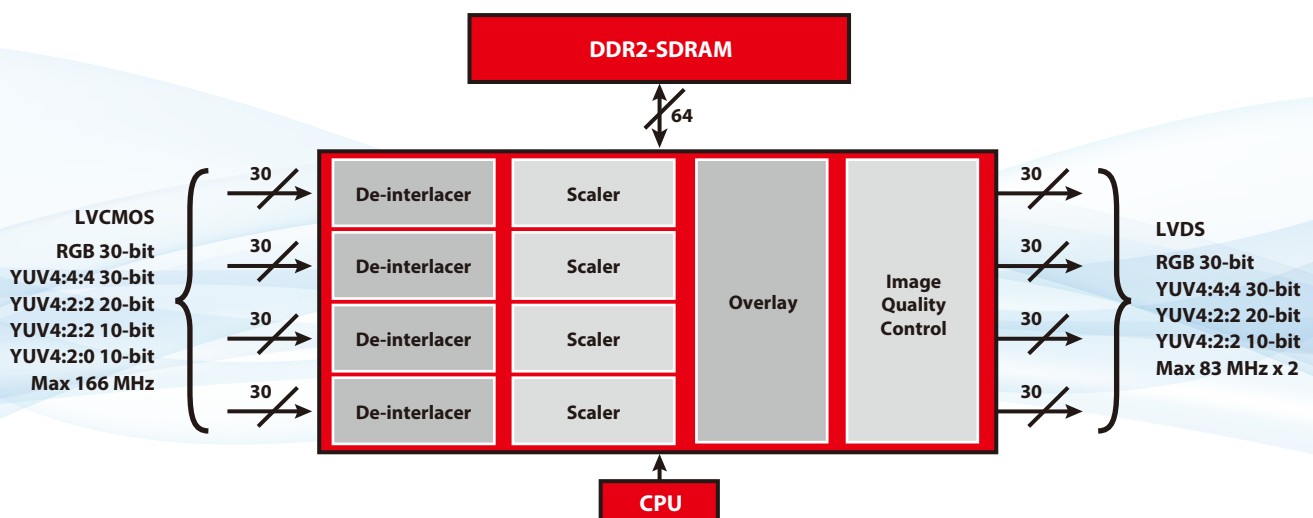 DDR2-SDRAM
64
LVCMOS
RGB 30-bit
YUV4:4:4 30-bit
YUV4:2:2 20-bit
YUV4:2:2 10-bit
YUV4:2:0 10-bit
Max 166 MHz
30
30
30
30
De-interlacer
De-interlacer
De-interlacer
De-interlacer
Scaler
Scaler
Scaler
Scaler
Overlay
Image
Quality
Control
30
30
30
30
LVDS
RGB 30-bit
YUV4:4:4 30-bit
YUV4:2:2 20-bit
YUV4:2:2 10-bit
Max 83 MHz x 2
CPU